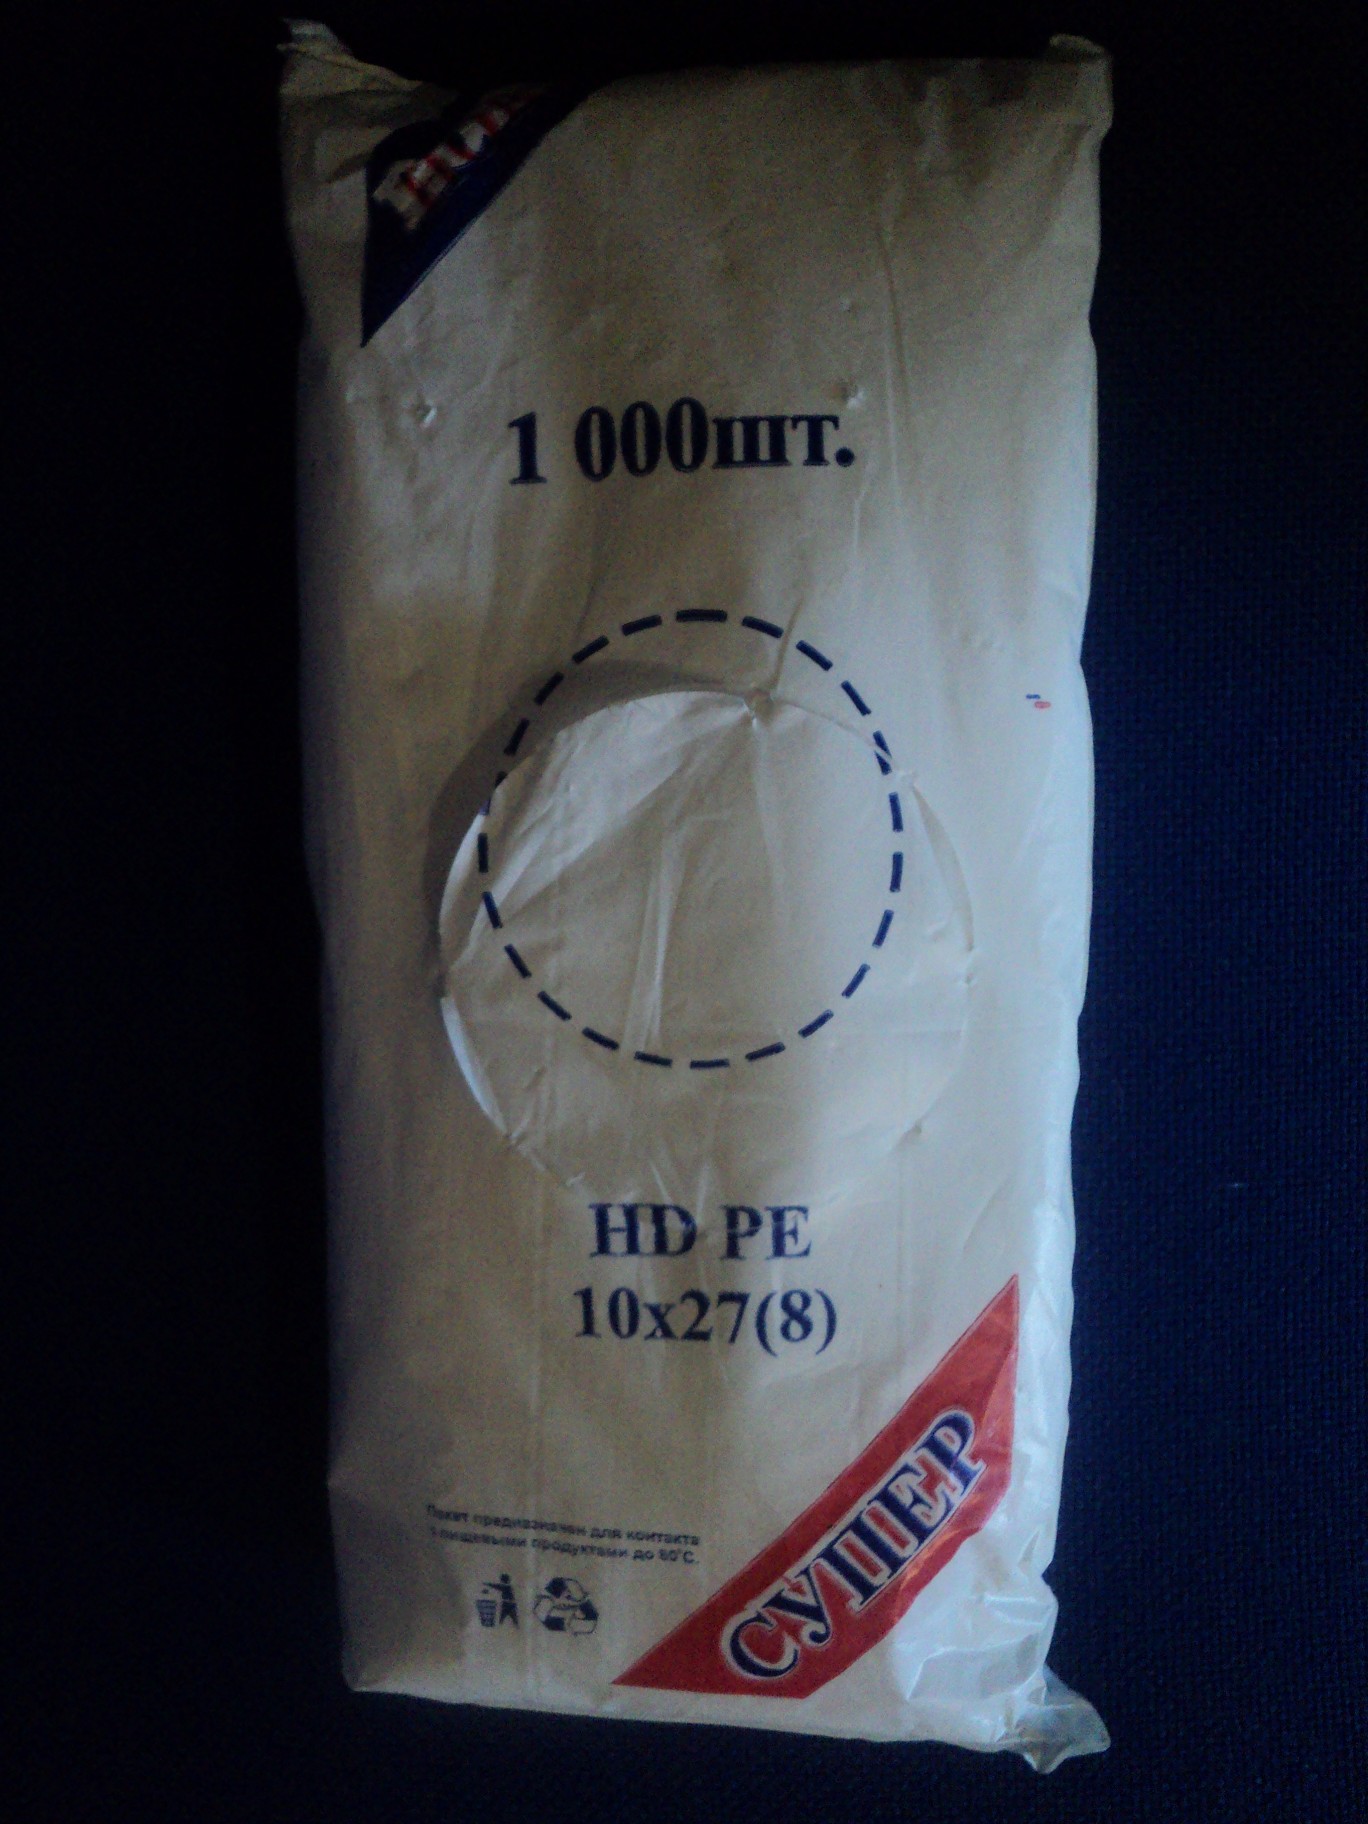 1 000шт.
HD PE
10x27(8)
СУПЕР
Пакет предназначен для контакта
с пищевыми продуктами до 80°C.